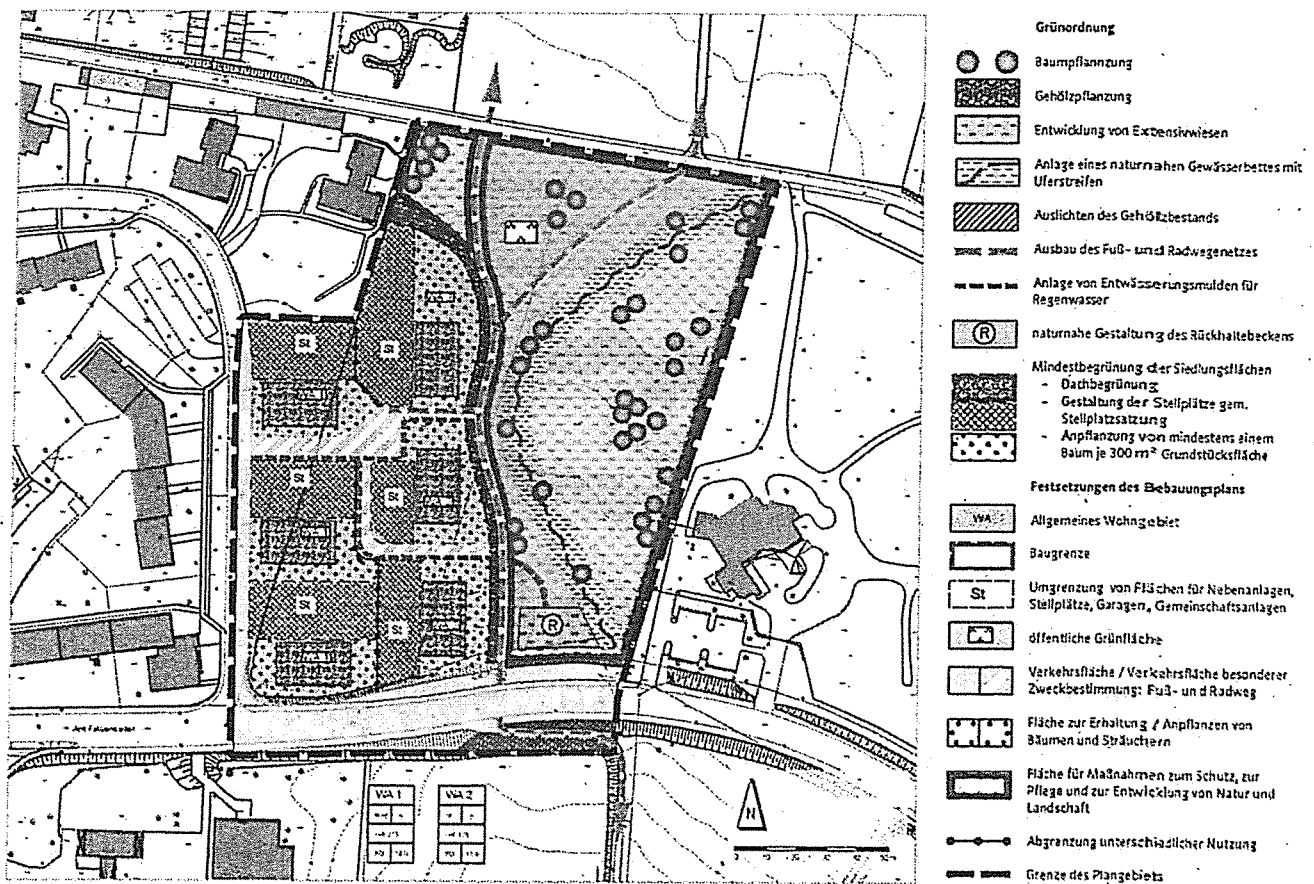 Grünordnung
Baumpflannzung
Gehölzpflanzung
Entwicklung von Extensivwiesen
Anlage eines naturnahen Gewässerbettes mit
Uferstreifen
Auslichten des Gehölzbestands
Ausbau des Fuß- und Radwegenetzes
Anlage von Entwässerungsmulden für
Regenwasser
R
naturnahe Gestaltung des Rückhaltebeckens
Mindestbegrünung der Siedlungsflächen
- Dachbegrünung
- Gestaltung der Stellplätze gem.
Stellplatzsatzung
- Anpflanzung von mindestens einem
Baum je 300 m² Grundstücksfläche
Festsetzungen des Bebauungsplans
WA
Allgemeines Wohngebiet
Baugrenze
St
Umgrenzung von Flächen für Nebenanlagen,
Stellplätze, Garagen, Gemeinschaftsanlagen
öffentliche Grünfläche
Verkehrsfläche / Verkehrsfläche besonderer
Zweckbestimmung: Fuß- und Radweg
Fläche zur Erhaltung / Anpflanzen von
Bäumen und Sträuchern
Fläche für Maßnahmen zum Schutz, zur
Pflege und zur Entwicklung von Natur und
Landschaft
Abgrenzung unterschiedlicher Nutzung
Grenze des Plangebiets
St
St
St
St
St
St
R
WA 1
WA 2
N